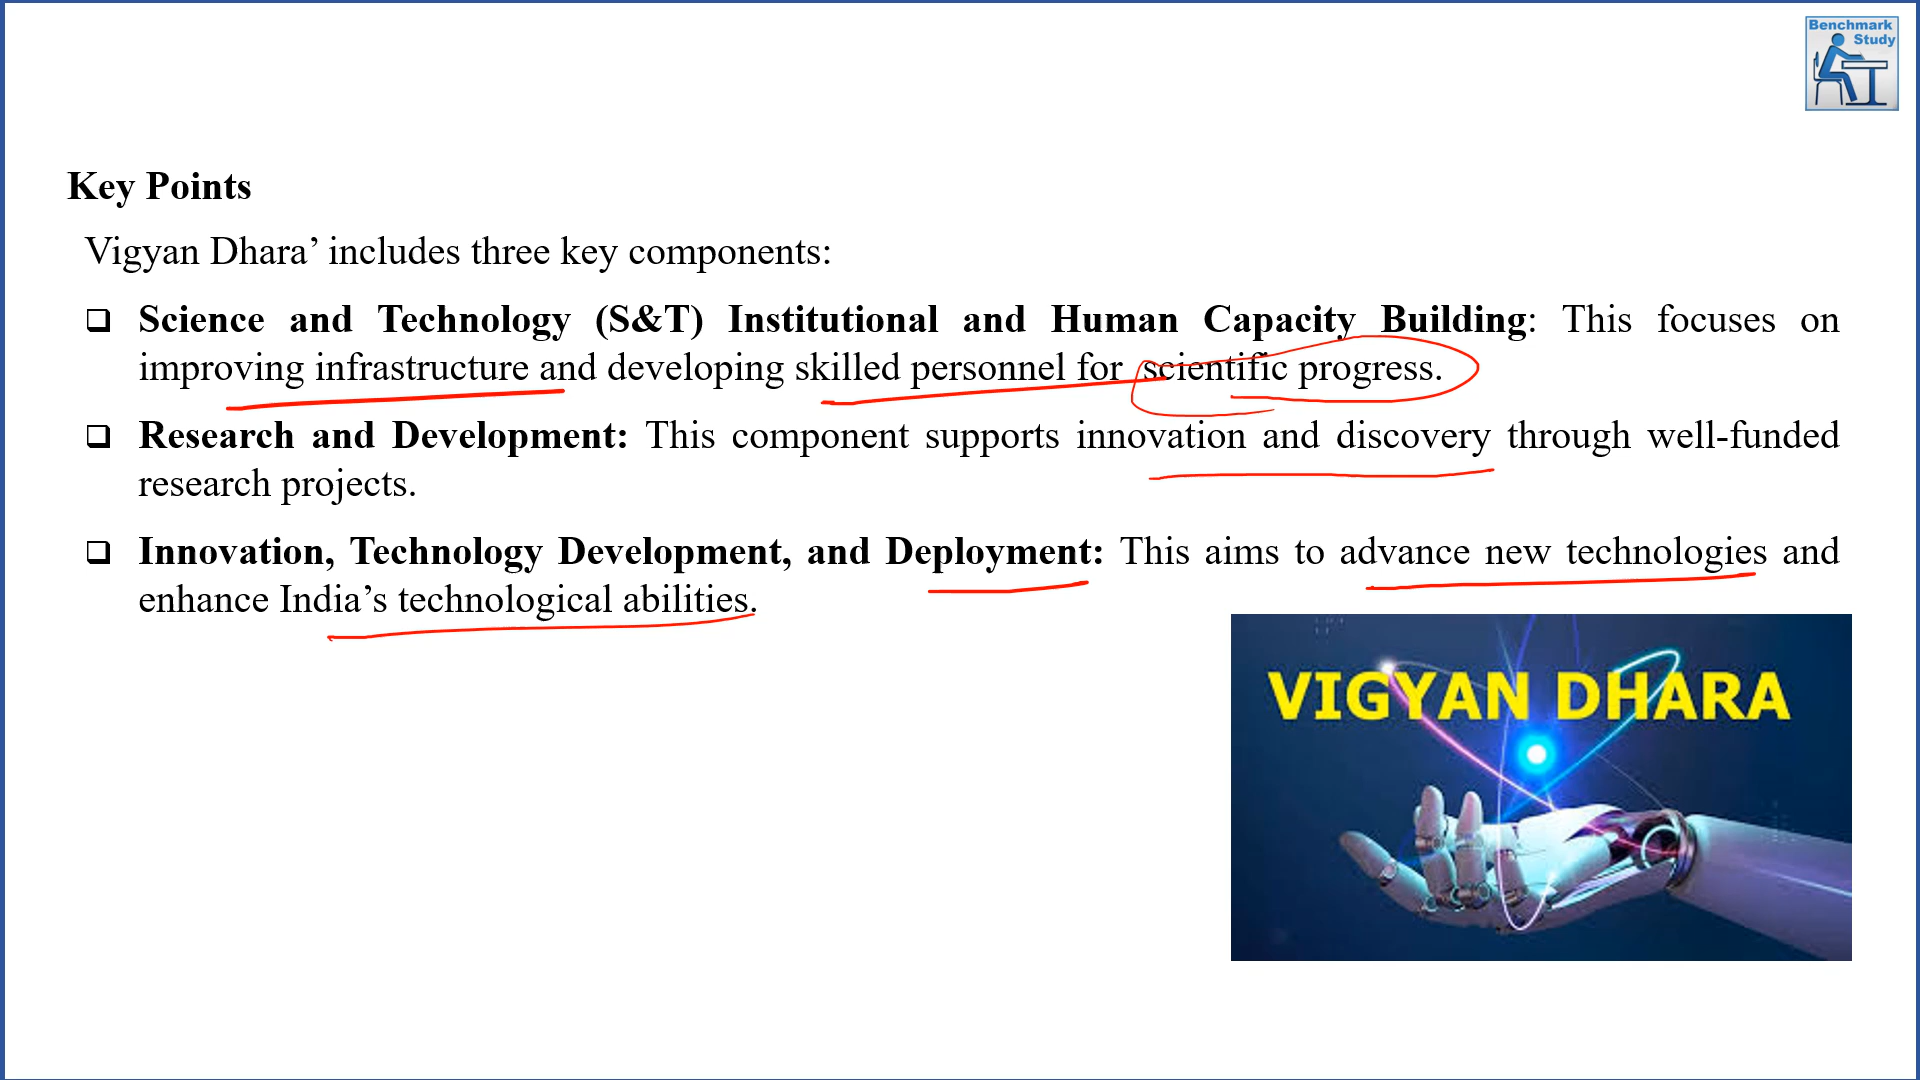 Benchmark
Study
Key Points
Vigyan Dhara’ includes three key components:
❑ Science and Technology (S&T) Institutional and Human Capacity Building: This focuses on
improving infrastructure and developing skilled personnel for scientific progress.
❑ Research and Development: This component supports innovation and discovery through well-funded
research projects.
❑ Innovation, Technology Development, and Deployment: This aims to advance new technologies and
enhance India’s technological abilities.
VIGYAN DHARA